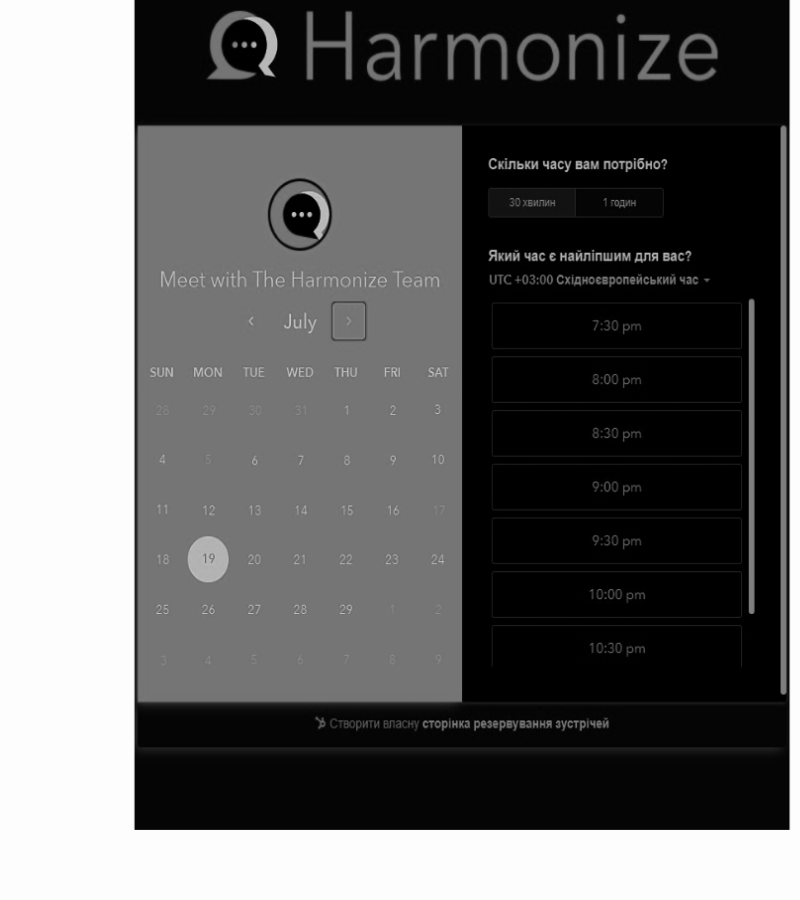 Harmonize
Meet with The Harmonize Team
July
SUN MON TUE WED THU FRI SAT
28 29 30 31 1 2 3
4 5 6 7 8 9 10
11 12 13 14 15 16 17
18 19 20 21 22 23 24
25 26 27 28 29 1 2
3 4 5 6 7 8 9
Скільки часу вам потрібно?
30 хвилин 1 годин
Який час є найліпшим для вас?
UTC +03:00 Східноєвропейський час
7:30 pm
8:00 pm
8:30 pm
9:00 pm
9:30 pm
10:00 pm
10:30 pm
Створити власну сторінка резервування зустрічей